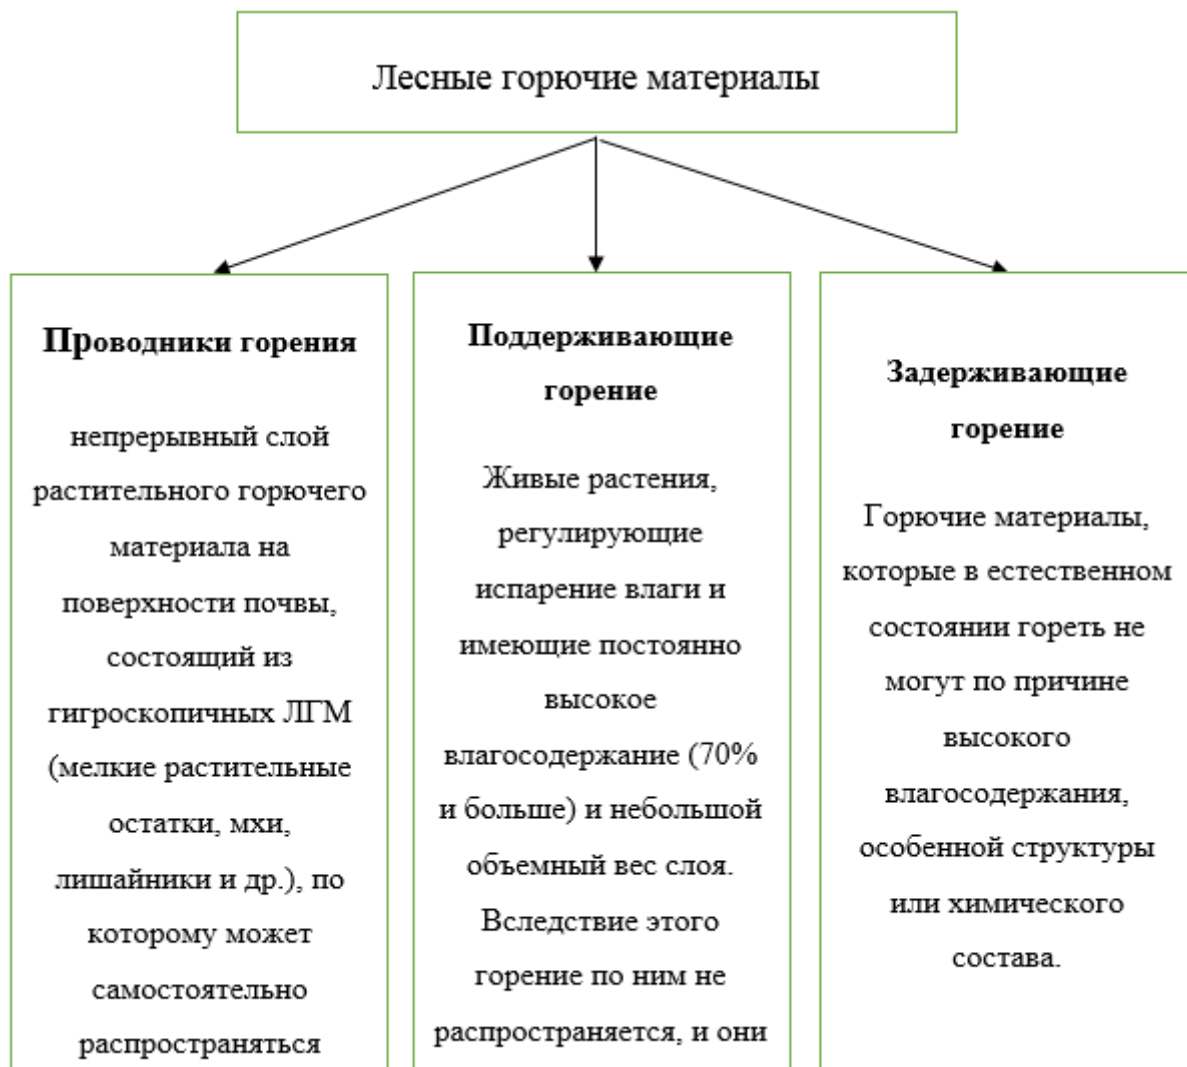 Лесные горючие материалы
Проводники горения
непрерывный слой
растительного горючего
материала на
поверхности почвы,
состоящий из
гигроскопичных ЛГМ
(мелкие растительные
остатки, мхи,
лишайники и др.), по
которому может
самостоятельно
распространяться
Поддерживающие
горение
Живые растения,
регулирующие
испарение влаги и
имеющие постоянно
высокое
влагосодержание (70%
и больше) и небольшой
объемный вес слоя.
Вследствие этого
горение по ним не
распространяется, и они
Задерживающие
горение
Горючие материалы,
которые в естественном
состоянии гореть не
могут по причине
высокого
влагосодержания,
особенной структуры
или химического
состава.